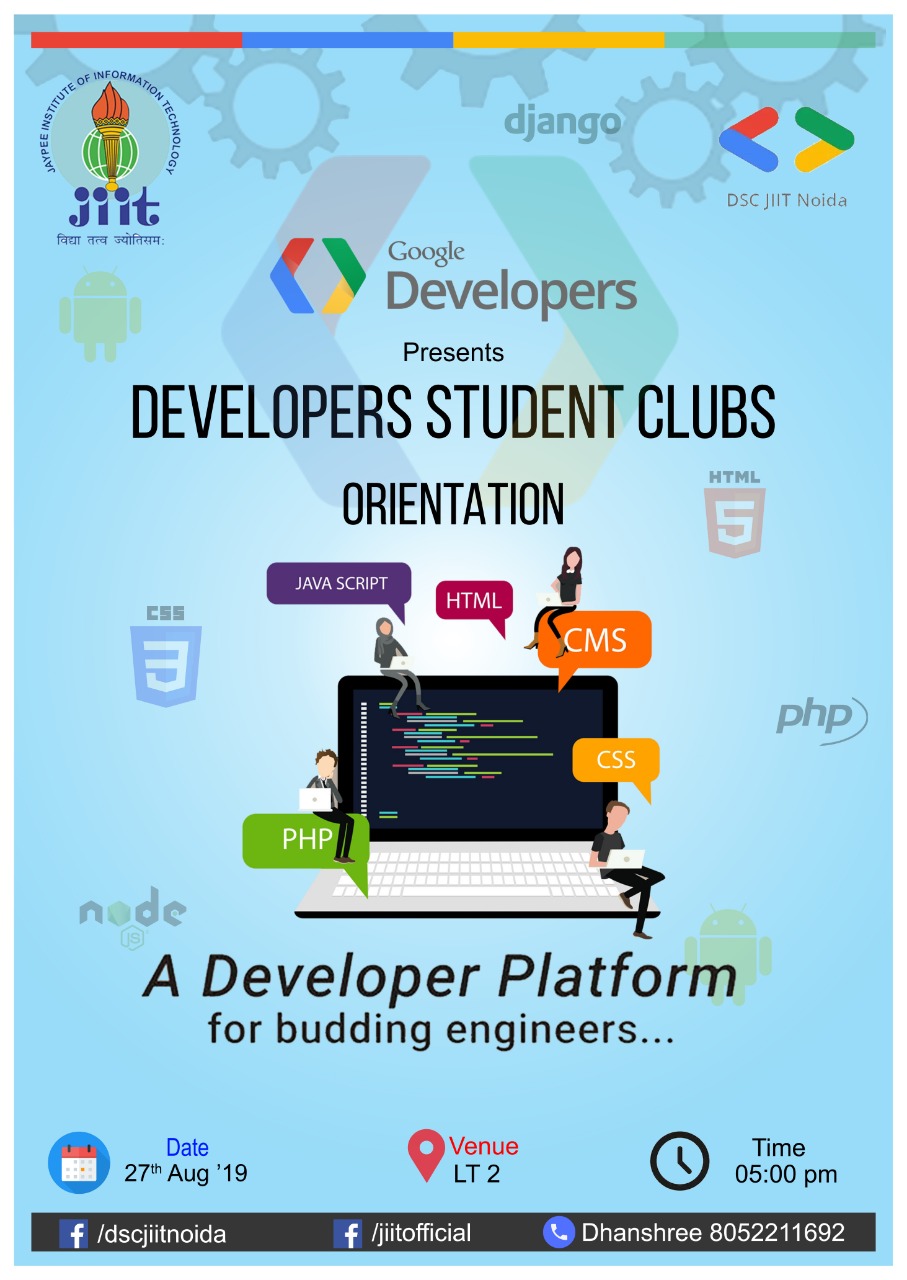 JAYPEE INSTITUTE OF INFORMATION TECHNOLOGY
jiit
विद्या तत्व ज्योतिसम:
django
DSC JIIT Noida
Google
Developers
Presents
DEVELOPERS STUDENT CLUBS
ORIENTATION
HTML
5
JAVA SCRIPT
HTML
CMS
CSS
3
php
CSS
PHP
node
JS
A Developer Platform
for budding engineers...
Date
27th Aug ’19
Venue
LT 2
Time
05:00 pm
f /dscjiitnoida
f /jiitofficial
Dhanshree 8052211692